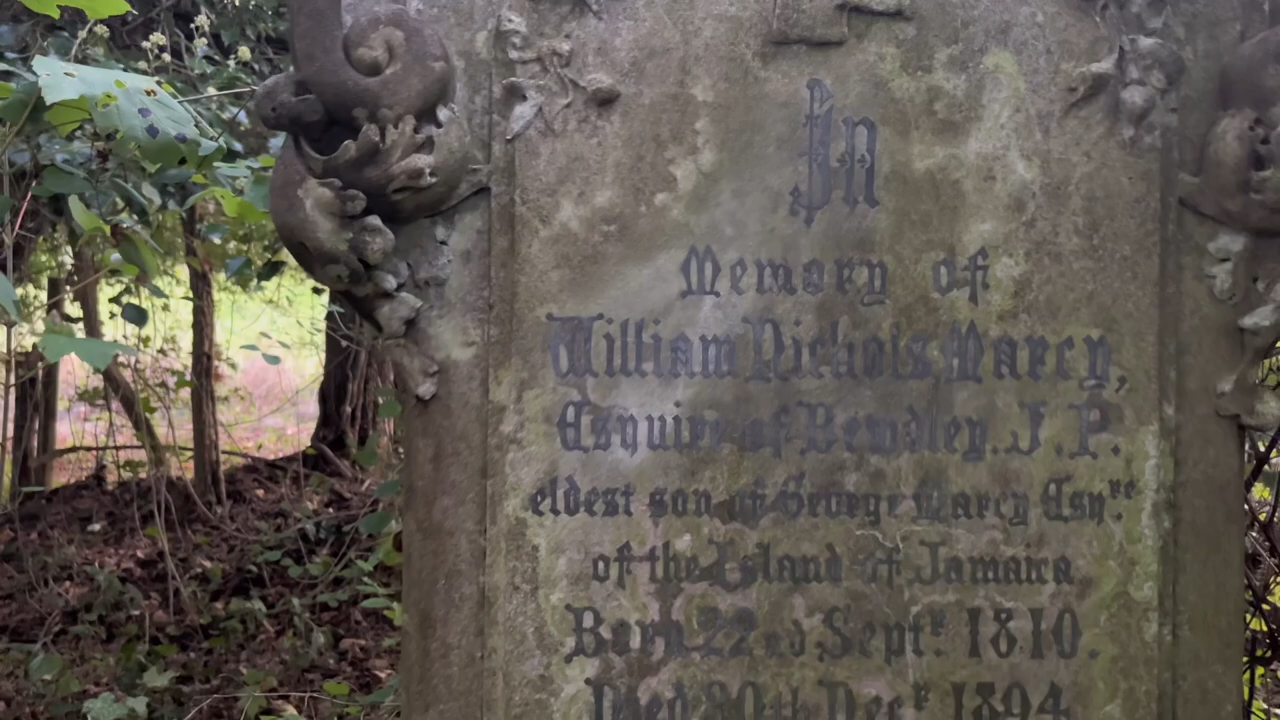 In
Memory of
William Nichols Marcy,
Esquire of Bewdley. J. P.
eldest son of George Marcy Esqre
of the Island of Jamaica
Born 22nd Septr. 1810.
Died 30th Decr 1894